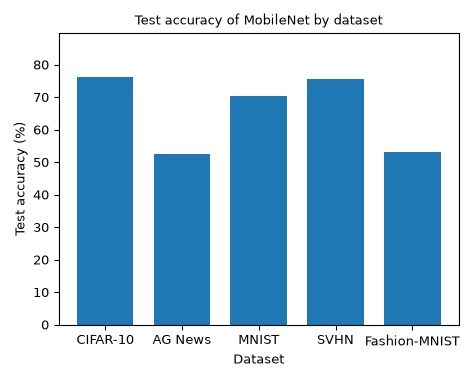 Test accuracy of MobileNet by dataset
Test accuracy (%)
80
70
60
50
40
30
20
10
0
CIFAR-10 AG News MNIST SVHN Fashion-MNIST
Dataset